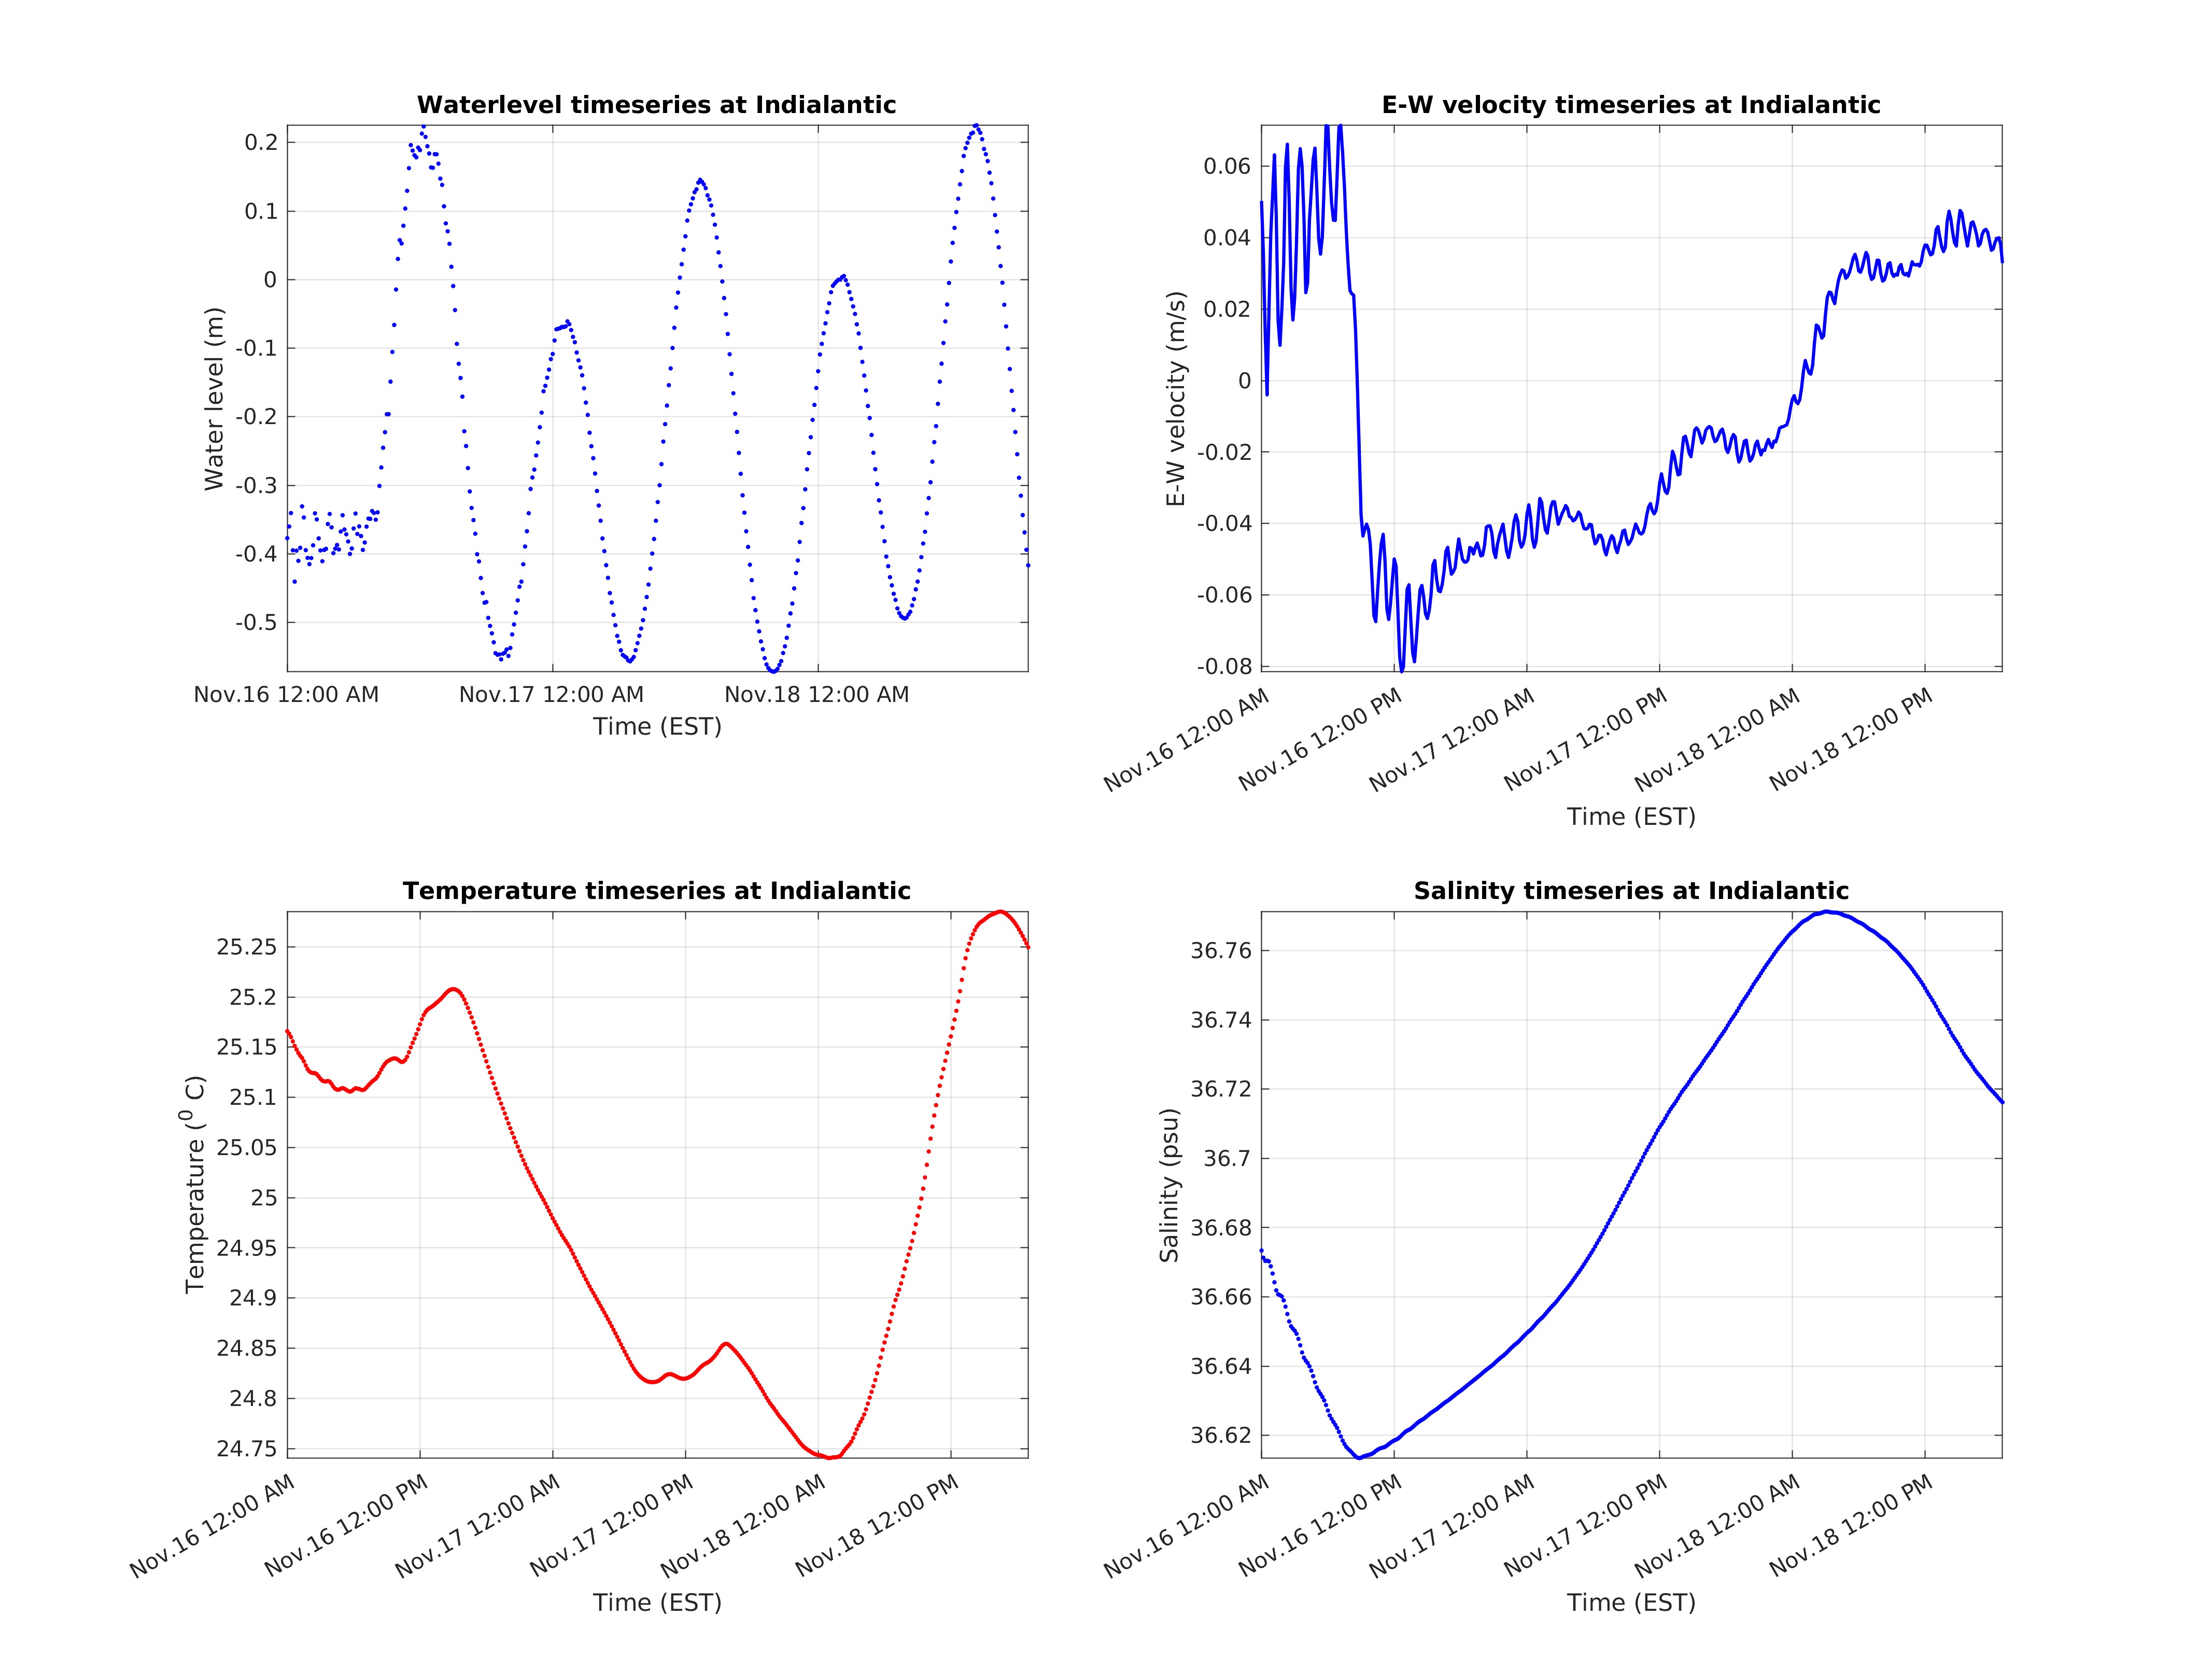 Waterlevel timeseries at Indialantic
0.2
0.1
0
-0.1
-0.2
-0.3
-0.4
-0.5
Water level (m)
Nov.16 12:00 AM
Nov.17 12:00 AM
Nov.18 12:00 AM
Time (EST)
E-W velocity timeseries at Indialantic
0.06
0.04
0.02
0
-0.02
-0.04
-0.06
-0.08
E-W velocity (m/s)
Nov.16 12:00 AM
Nov.16 12:00 PM
Nov.17 12:00 AM
Nov.17 12:00 PM
Nov.18 12:00 AM
Nov.18 12:00 PM
Time (EST)
Temperature timeseries at Indialantic
25.25
25.2
25.15
25.1
25.05
25
24.95
24.9
24.85
24.8
24.75
Temperature (⁰ C)
Nov.16 12:00 AM
Nov.16 12:00 PM
Nov.17 12:00 AM
Nov.17 12:00 PM
Nov.18 12:00 AM
Nov.18 12:00 PM
Time (EST)
Salinity timeseries at Indialantic
36.76
36.74
36.72
36.7
36.68
36.66
36.64
36.62
Salinity (psu)
Nov.16 12:00 AM
Nov.16 12:00 PM
Nov.17 12:00 AM
Nov.17 12:00 PM
Nov.18 12:00 AM
Nov.18 12:00 PM
Time (EST)